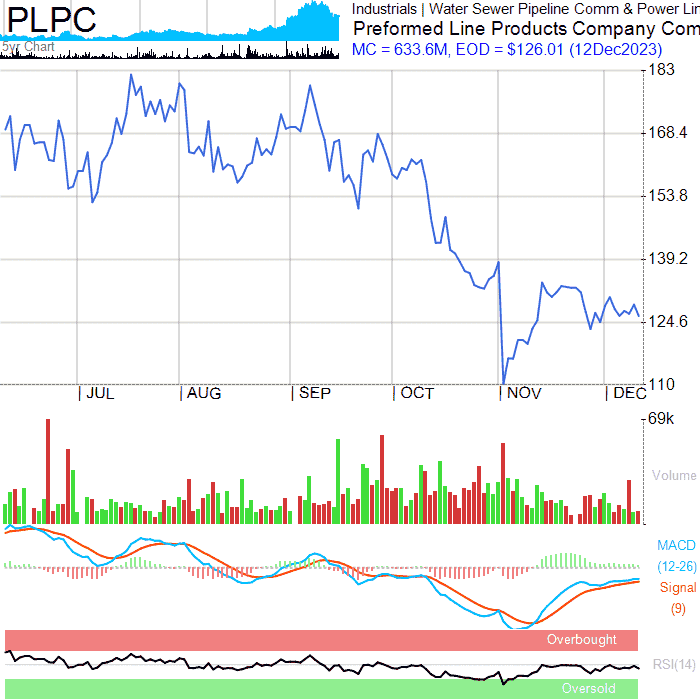 PLPC
5yr Chart
Industrials | Water Sewer Pipeline Comm & Power Lin
Preformed Line Products Company Com
MC = 633.6M, EOD = $126.01 (12Dec2023)
183
168.4
153.8
139.2
124.6
110
| JUL | AUG | SEP | OCT | NOV | DEC
69k
Volume
MACD
(12-26)
Signal
(9)
Overbought
RSI(14)
Oversold